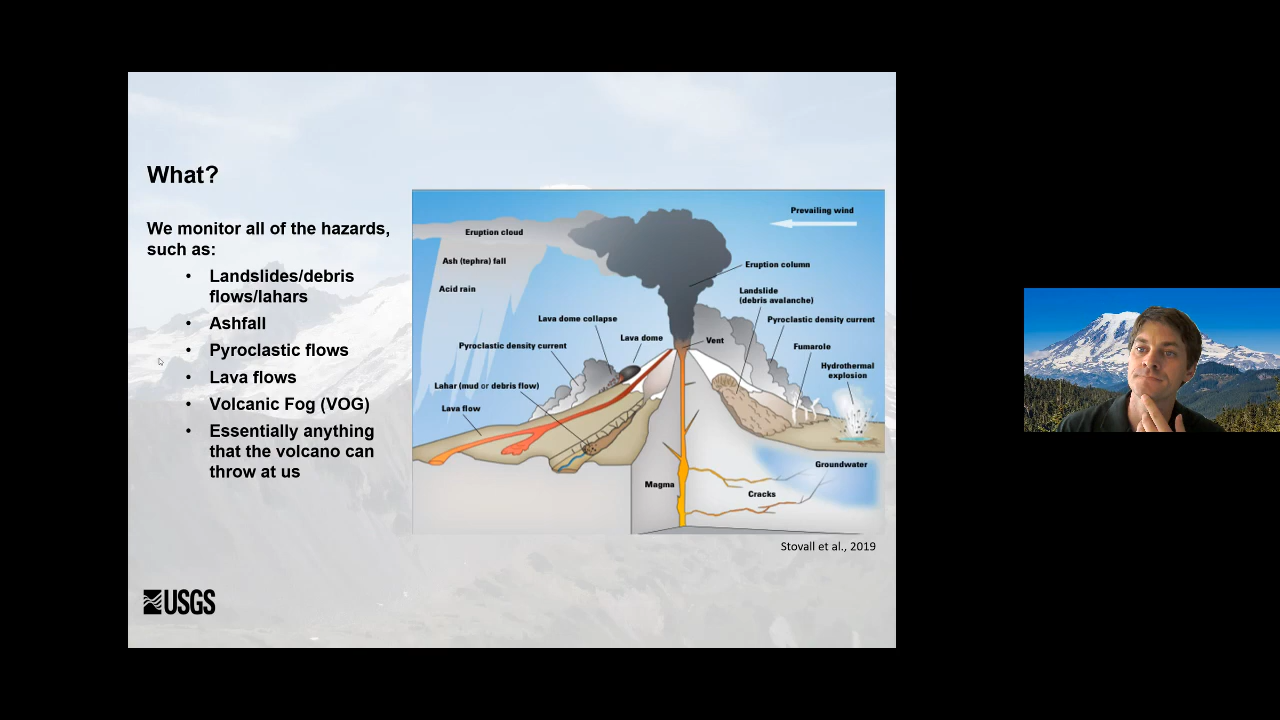 What?
We monitor all of the hazards,
such as:
• Landslides/debris
flows/lahars
• Ashfall
• Pyroclastic flows
• Lava flows
• Volcanic Fog (VOG)
• Essentially anything
that the volcano can
throw at us
Prevailing wind
Eruption cloud
Ash (tephra) fall
Acid rain
Eruption column
Landslide
(debris avalanche)
Lava dome collapse
Pyroclastic density current
Lava dome
Vent
Pyroclastic density current
Fumarole
Hydrothermal
explosion
Lahar (mud or debris flow)
Lava flow
Groundwater
Magma
Cracks
Stovall et al., 2019
USGS